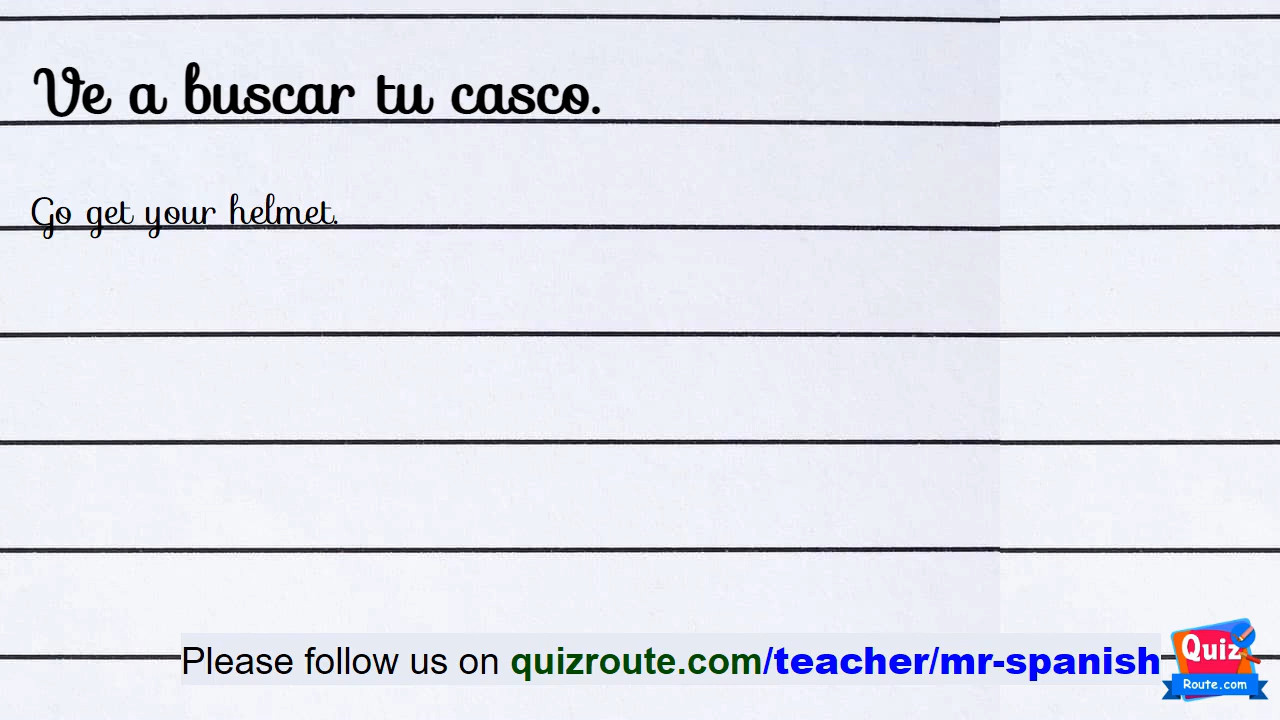 Ve a buscar tu casco.
Go get your helmet.
Please follow us on quizroute.com/teacher/mr-spanish
Quiz
Route.com